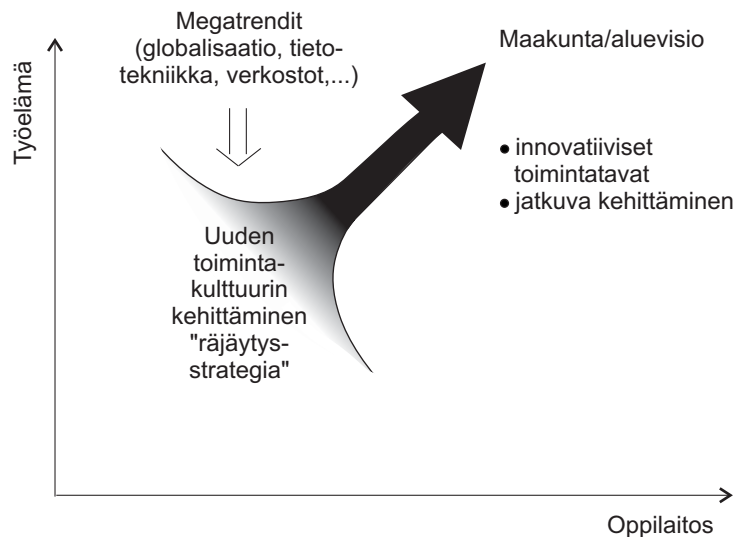 Megatrendit
(globalisaatio, tieto-
tekniikka, verkostot,...)
Maakunta/aluevisio
Työelämä
• innovatiiviset
toimintatavat
• jatkuva kehittäminen
Uuden
toiminta-
kulttuurin
kehittäminen
"räjäytys-
strategia"
Oppilaitos